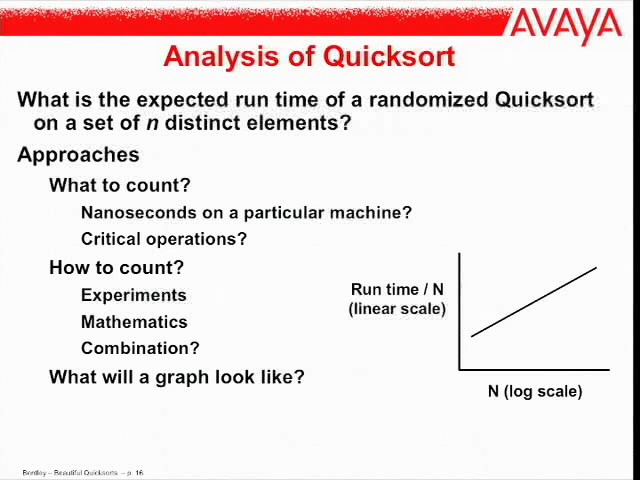 AVAYA
Analysis of Quicksort
What is the expected run time of a randomized Quicksort
on a set of n distinct elements?
Approaches
What to count?
Nanoseconds on a particular machine?
Critical operations?
How to count?
Experiments
Mathematics
Combination?
What will a graph look like?
Run time / N
(linear scale)
N (log scale)
Bentley – Beautiful Quicksorts – p. 16